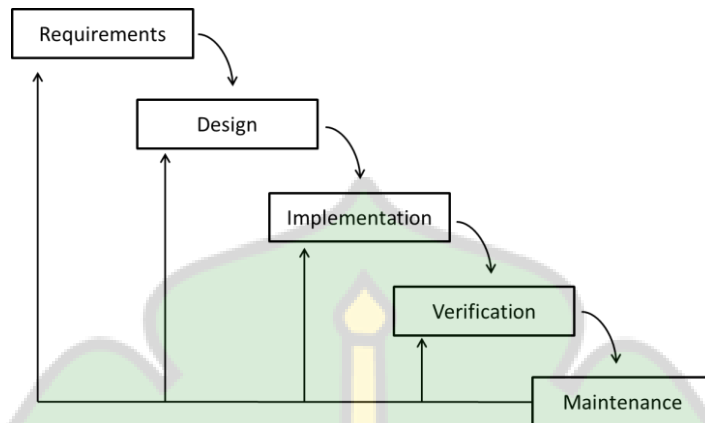 Requirements
Design
Implementation
Verification
Maintenance